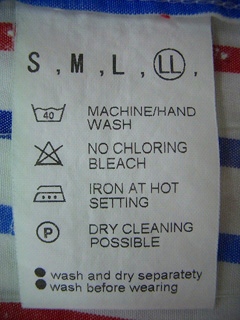 S , M , L , LL ,
40
MACHINE/HAND
WASH
NO CHLORING
BLEACH
IRON AT HOT
SETTING
P
DRY CLEANING
POSSIBLE
wash and dry separatety
wash before wearing